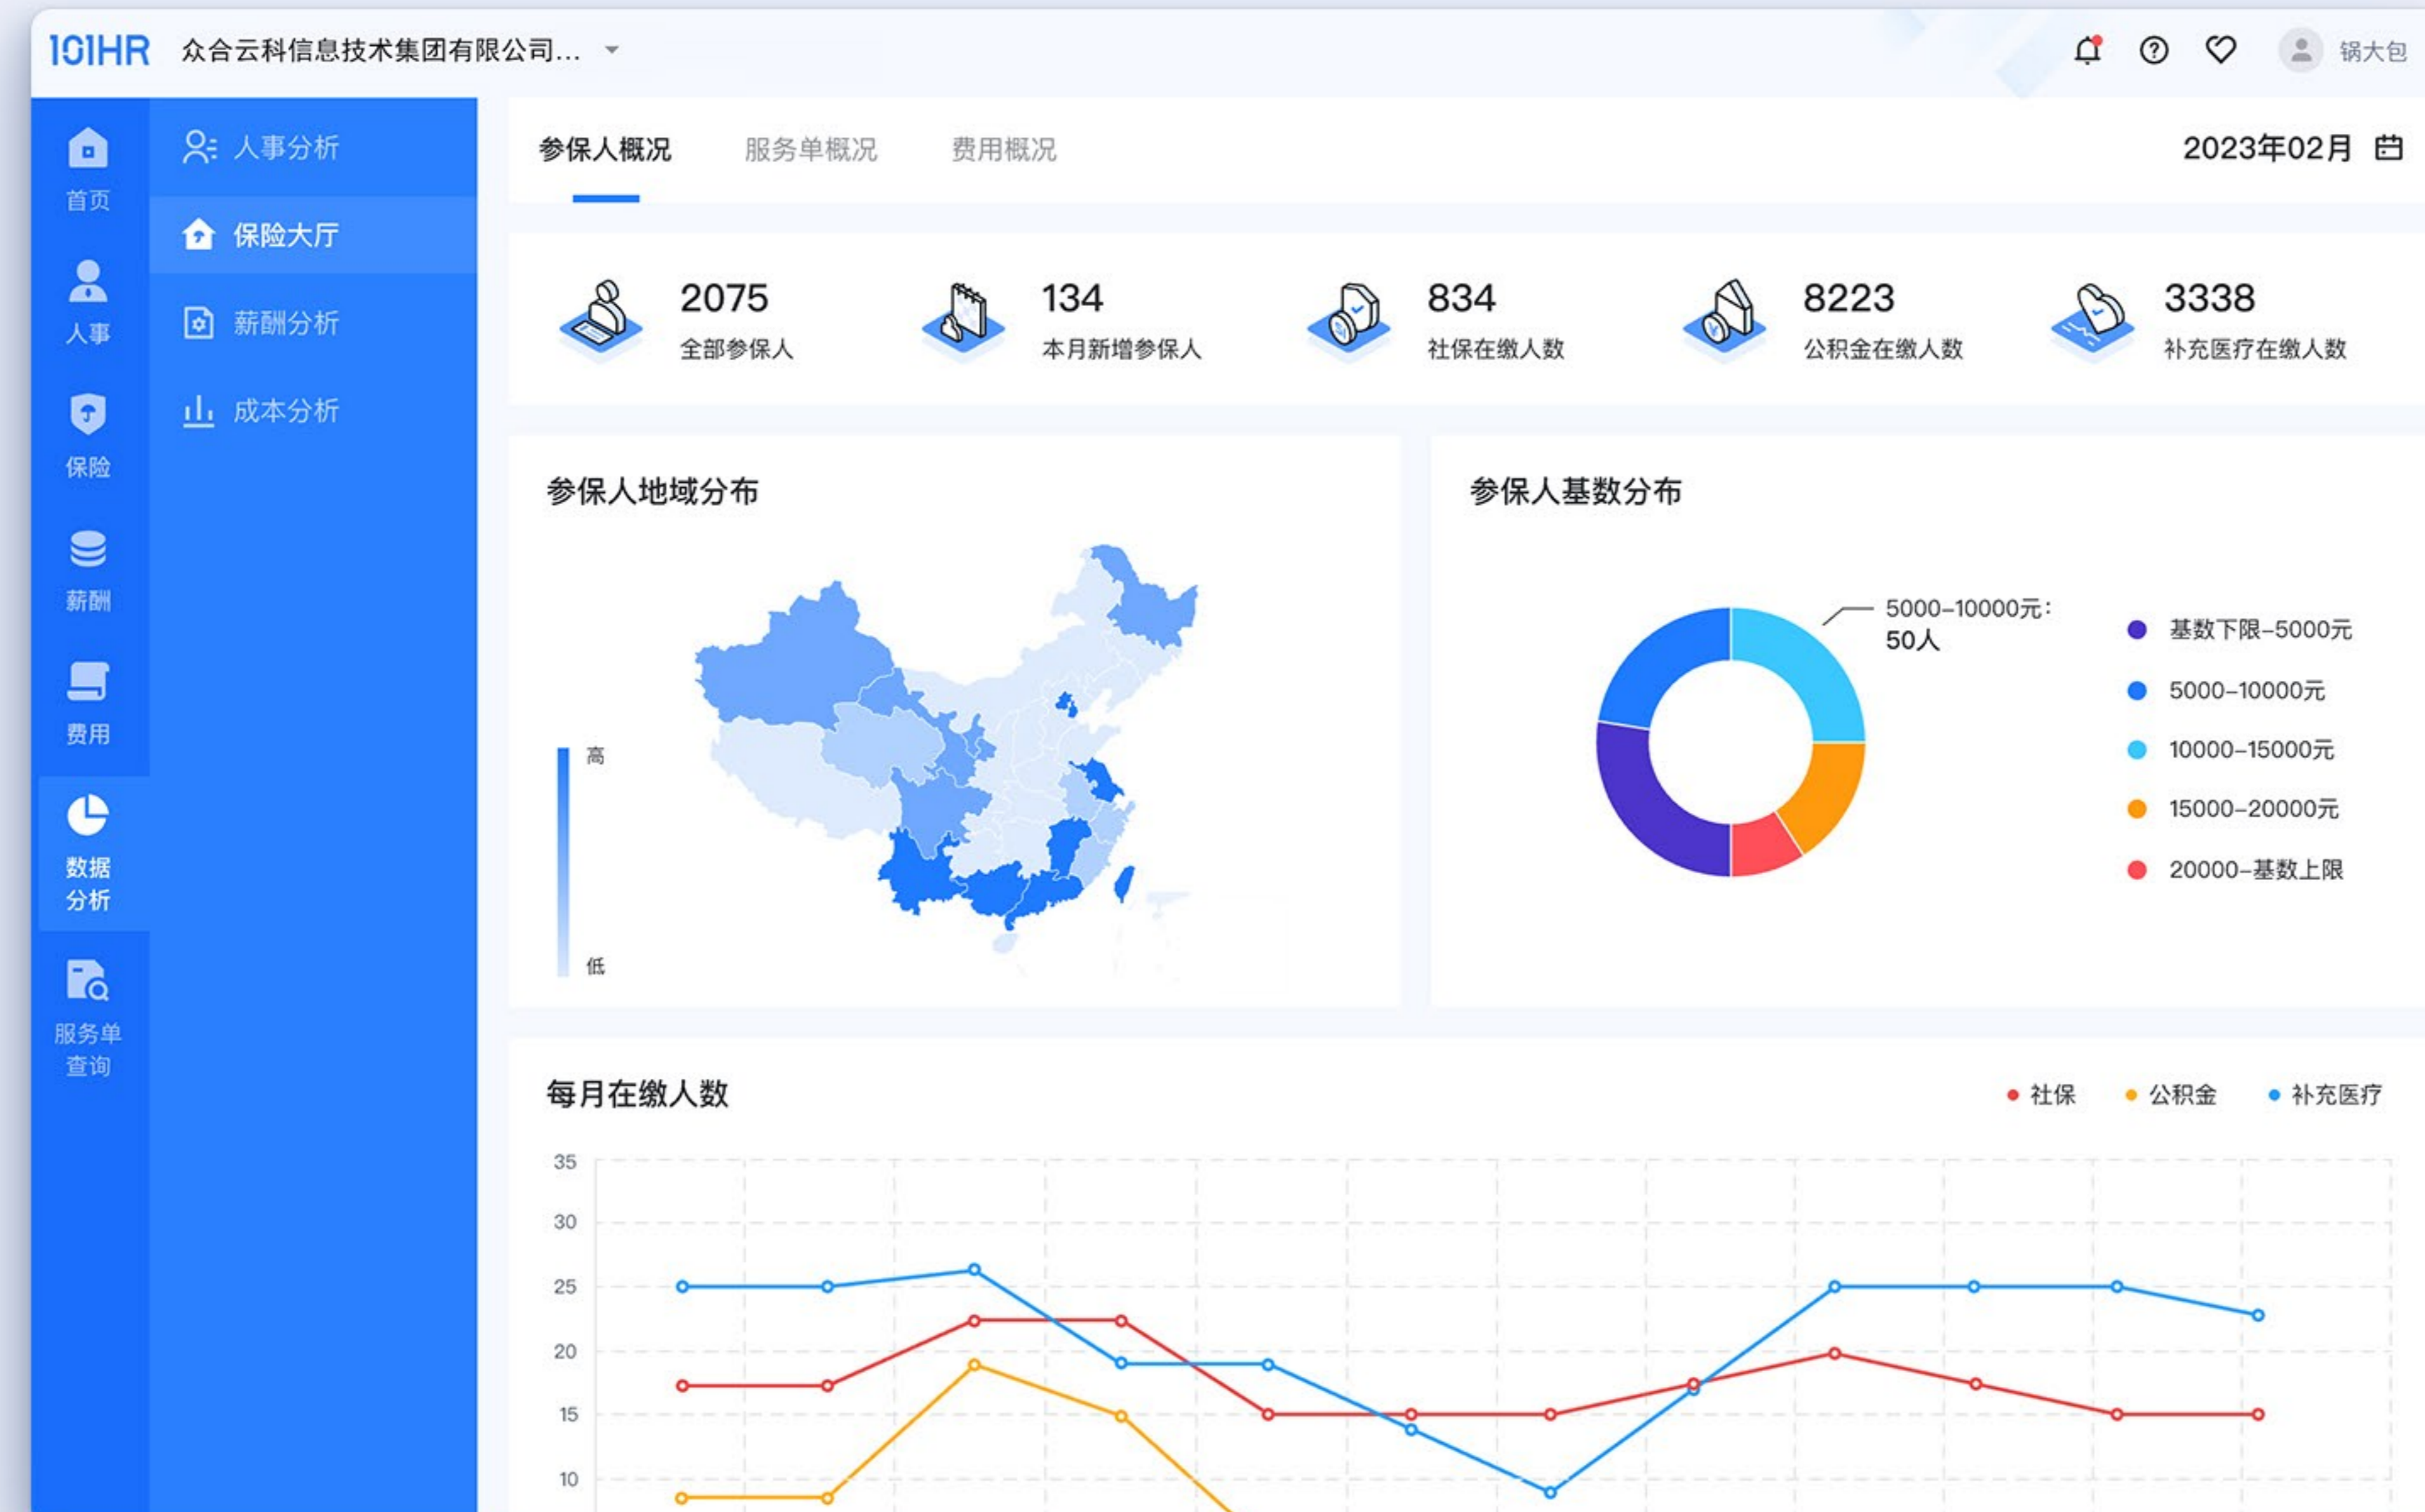 101HR 众合云科信息技术集团有限公司...
锅大包
首页
人事
保险
薪酬
费用
数据
分析
服务单
查询
人事分析
保险大厅
薪酬分析
成本分析
参保人概况 服务单概况 费用概况
2023年02月
2075
全部参保人
134
本月新增参保人
834
社保在缴人数
8223
公积金在缴人数
3338
补充医疗在缴人数
参保人地域分布
高
低
参保人基数分布
5000–10000元：
50人
基数下限–5000元
5000–10000元
10000–15000元
15000–20000元
20000–基数上限
每月在缴人数
社保 公积金 补充医疗
35
30
25
20
15
10